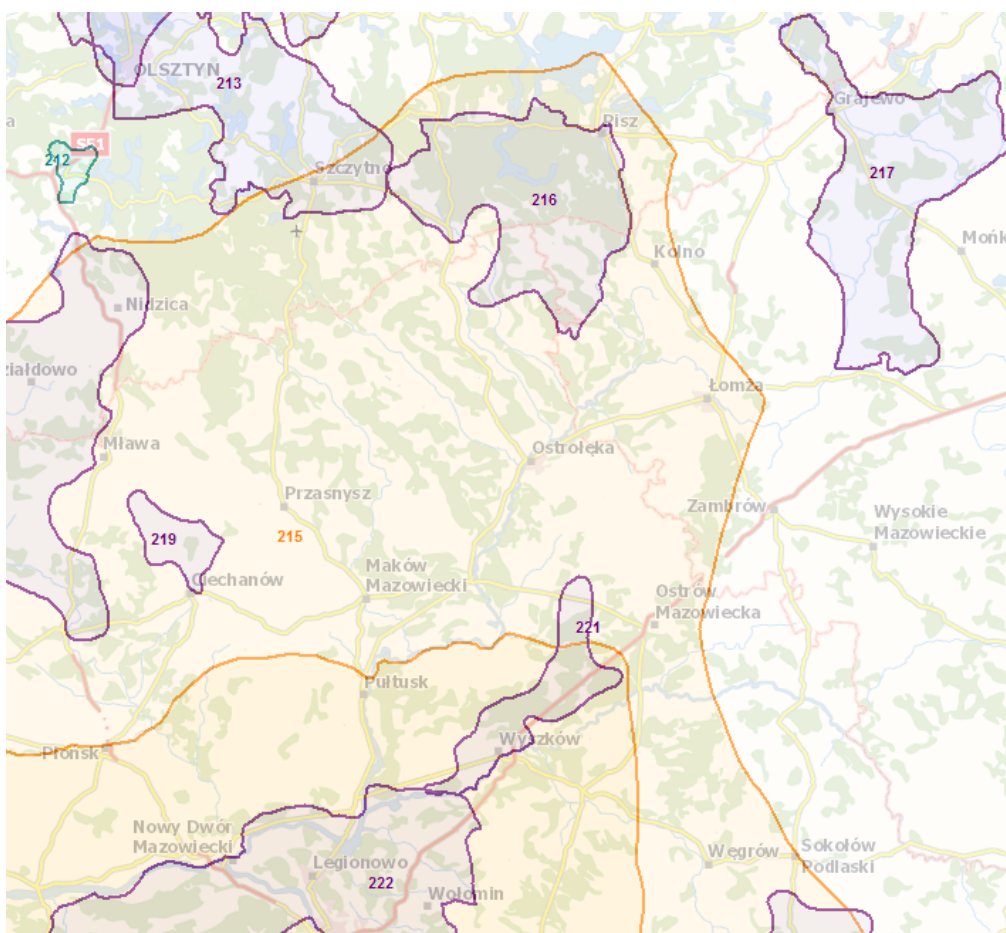 OLSZTYN
213
Grajewo
a
S51
Pisz
212
Szczytno
217
216
Mońk
Kolno
Nidzica
ziałdowo
Łomża
Mława
Ostrołęka
Przasnysz
Zambrów
Wysokie
Mazowieckie
219
215
Ciechanów
Maków
Mazowiecki
Ostrów
Mazowiecka
221
Pułtusk
Wyszków
Płońsk
Nowy Dwór
Mazowiecki
Legionowo
Sokołów
Podlaski
Węgrów
222
Wołomin